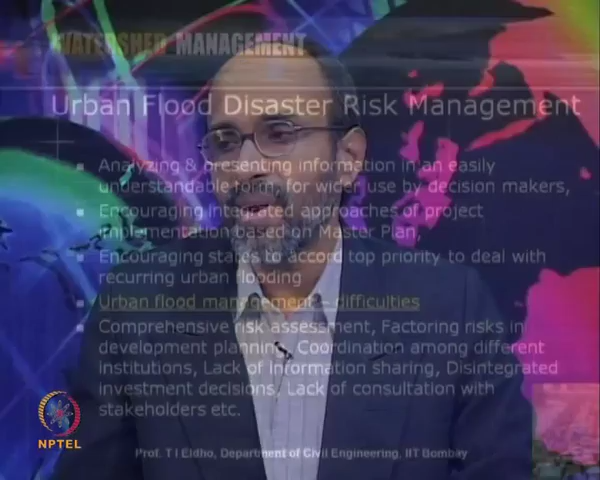 WATERSHED MANAGEMENT
Urban Flood Disaster Risk Management
Analyzing & presenting information in an easily
understandable form, for wider use by decision makers,
Encouraging integrated approaches of project
implementation based on Master Plan,
Encouraging states to accord top priority to deal with
recurring urban flooding
Urban flood management – difficulties
Comprehensive risk assessment, Factoring risks in
development planning, Coordination among different
institutions, Lack of information sharing, Disintegrated
investment decisions, Lack of consultation with
stakeholders etc.
NPTEL
Prof. T I Eldho, Department of Civil Engineering, IIT Bombay